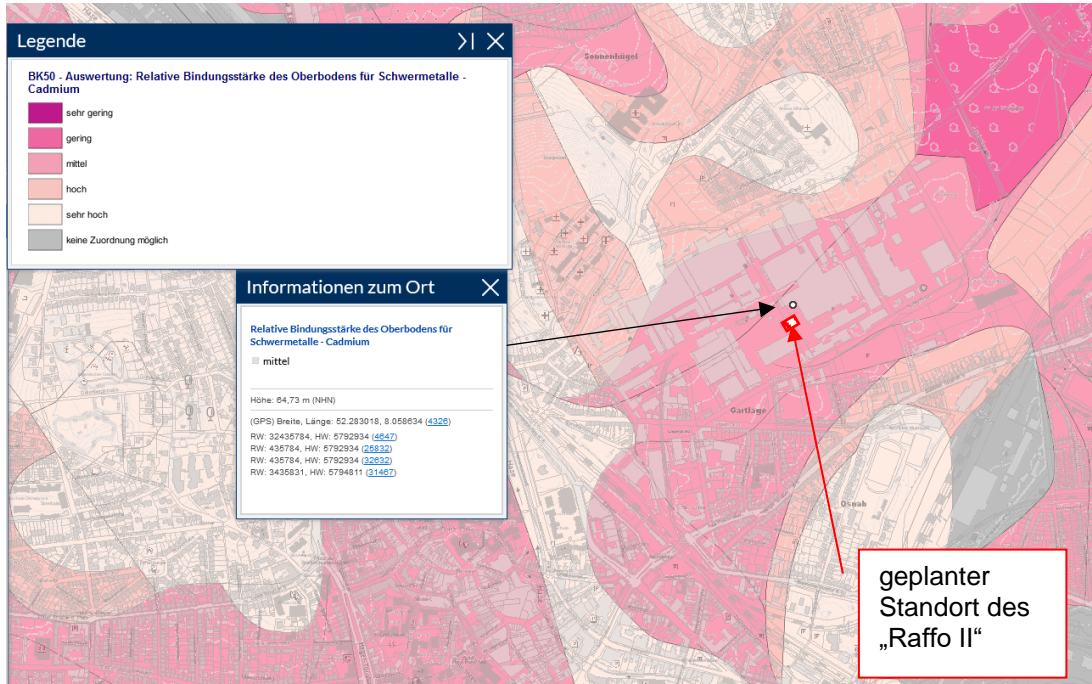 Legende
BK50 - Auswertung: Relative Bindungsstärke des Oberbodens für Schwermetalle -
Cadmium
sehr gering
gering
mittel
hoch
sehr hoch
keine Zuordnung möglich
Informationen zum Ort
Relative Bindungsstärke des Oberbodens für
Schwermetalle - Cadmium
mittel
Höhe: 64,73 m (NHN)
(GPS) Breite, Länge: 52.283018, 8.058634 (4326)
RW: 32435784, HW: 5792934 (4647)
RW: 435784, HW: 5792934 (25832)
RW: 435784, HW: 5792934 (32632)
RW: 3435831, HW: 5794811 (31467)
Sonnenhügel
Gartlage
Osnab
geplanter
Standort des
„Raffo II“